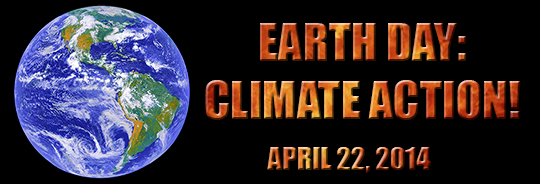 EARTH DAY:
CLIMATE ACTION!
APRIL 22, 2014